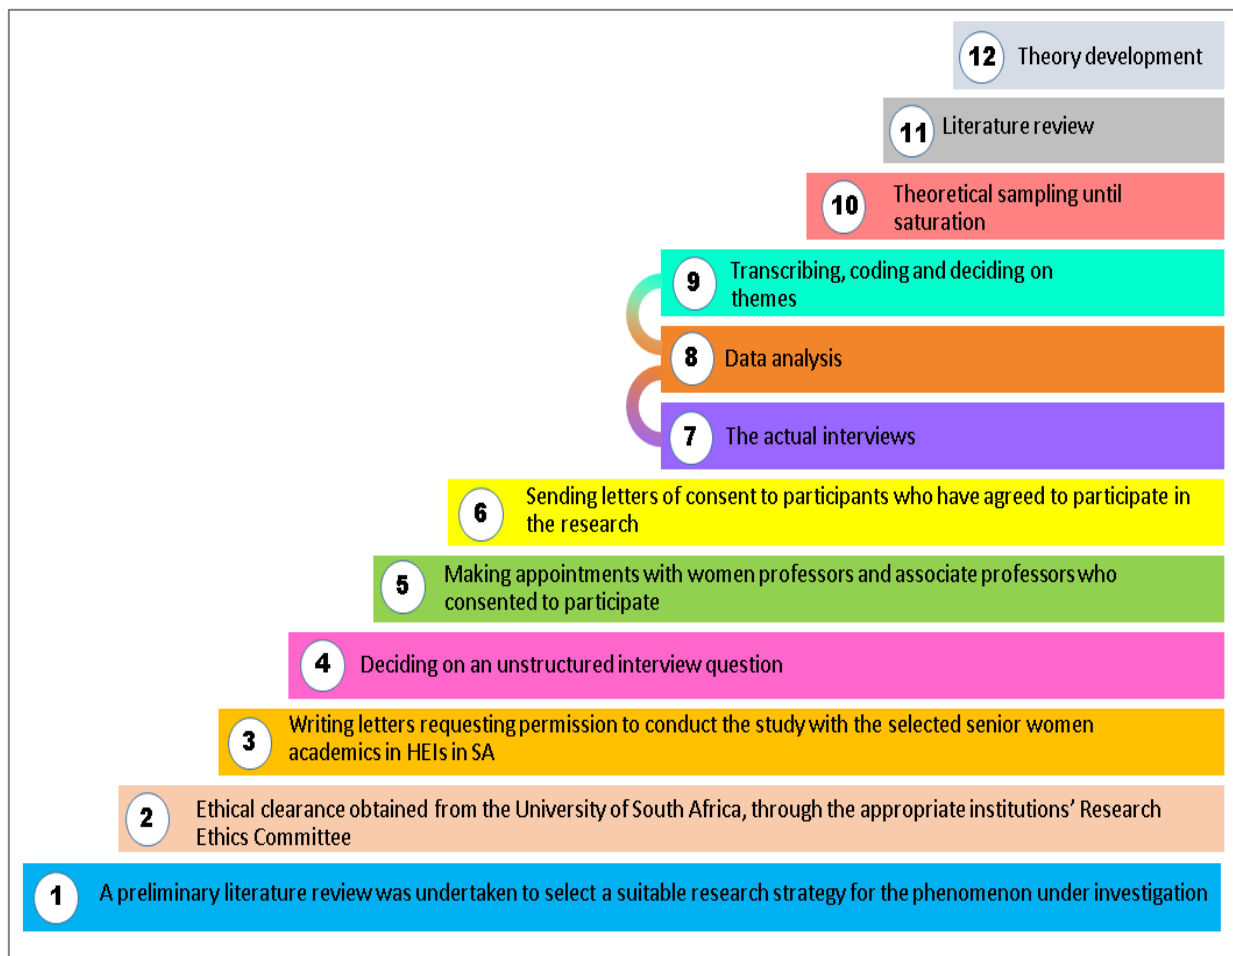 12 Theory development
11 Literature review
10 Theoretical sampling until
saturation
9 Transcribing, coding and deciding on
themes
8 Data analysis
7 The actual interviews
6 Sending letters of consent to participants who have agreed to participate in
the research
5 Making appointments with women professors and associate professors who
consented to participate
4 Deciding on an unstructured interview question
3 Writing letters requesting permission to conduct the study with the selected senior women
academics in HEIs in SA
2 Ethical clearance obtained from the University of South Africa, through the appropriate institutions’ Research
Ethics Committee
1 A preliminary literature review was undertaken to select a suitable research strategy for the phenomenon under investigation